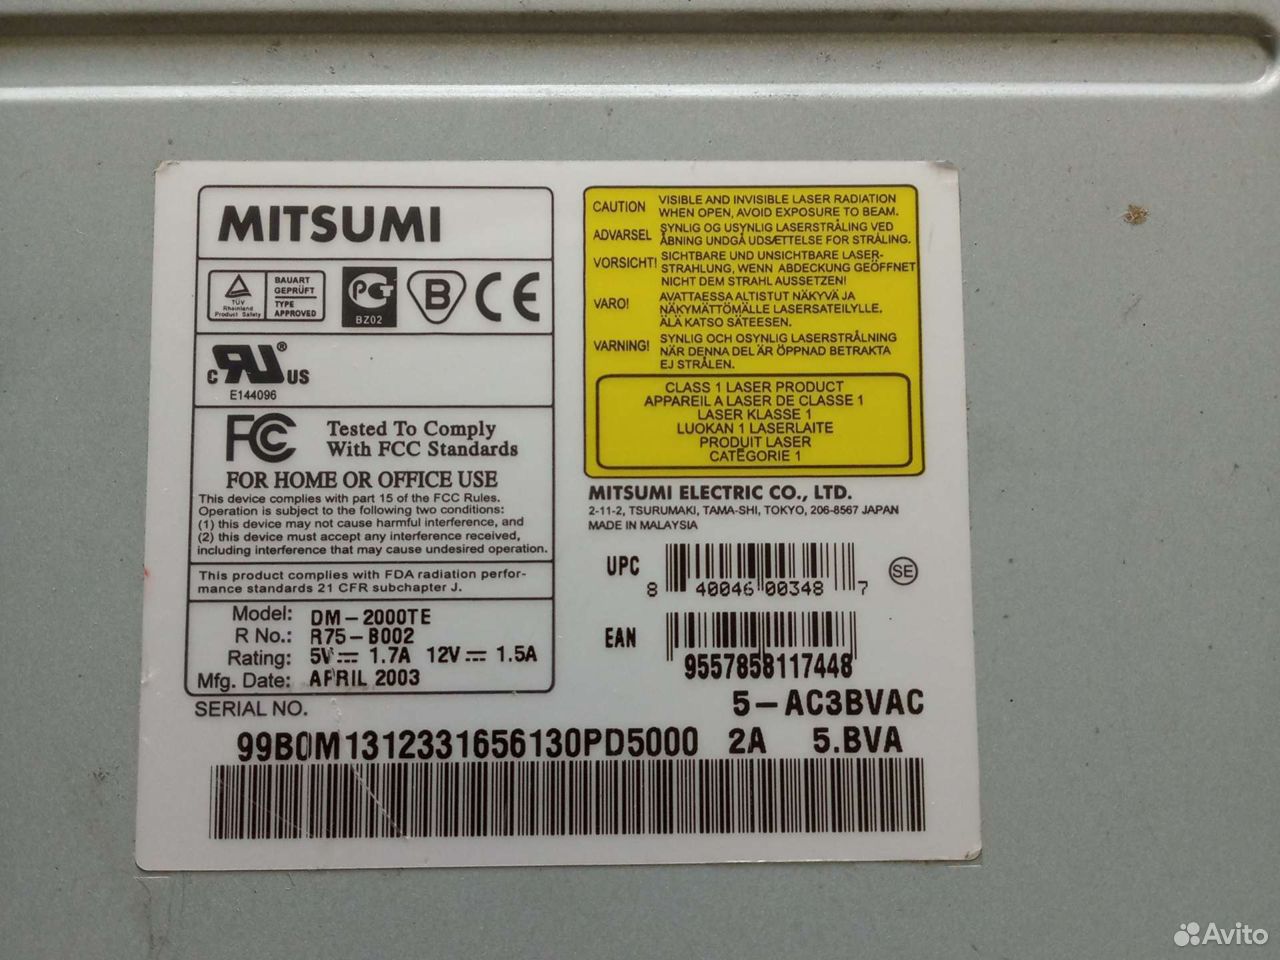 MITSUMI
TÜV
Rheinland
Product Safety
BAUART
GEPRÜFT
TYPE
APPROVED
BZ02
B
CE
c RU ® US
E144096
FC Tested To Comply
With FCC Standards
FOR HOME OR OFFICE USE
This device complies with part 15 of the FCC Rules.
Operation is subject to the following two conditions:
(1) this device may not cause harmful interference, and
(2) this device must accept any interference received,
including interference that may cause undesired operation.
This product complies with FDA radiation perfor-
mance standards 21 CFR subchapter J.
Model: DM-2000TE
R No.: R75-B002
Rating: 5V 1.7A 12V 1.5A
Mfg. Date: APRIL 2003
CAUTION VISIBLE AND INVISIBLE LASER RADIATION
WHEN OPEN, AVOID EXPOSURE TO BEAM.
ADVARSEL SYNLIG OG USYNLIG LASERSTRÅLING VED
ÅBNING UNDGÅ UDSÆTTELSE FOR STRÅLING.
VORSICHT! SICHTBARE UND UNSICHTBARE LASER-
STRAHLUNG, WENN ABDECKUNG GEÖFFNET
NICHT DEM STRAHL AUSSETZEN!
VARO! AVATTAESSA ALTISTUT NÄKYVÄ JA
NÄKYMÄTTÖMÄLLE LASERSATEILYLLE.
ÄLÄ KATSO SÄTEESEN.
VARNING! SYNLIG OCH OSYNLIG LASERSTRÅLNING
NÄR DENNA DEL ÄR ÖPPNAD BETRAKTA
EJ STRÅLEN.
CLASS 1 LASER PRODUCT
APPAREIL A LASER DE CLASSE 1
LASER KLASSE 1
LUOKAN 1 LASERLAITE
PRODUIT LASER
CATÉGORIE 1
MITSUMI ELECTRIC CO., LTD.
2-11-2, TSURUMAKI, TAMA-SHI, TOKYO, 206-8567 JAPAN
MADE IN MALAYSIA
UPC 8 40046 00348 7
SE
EAN 9557858117448
5-AC3BVAC
SERIAL NO.
99B0M1312331656130PD5000 2A 5.BVA
Avito